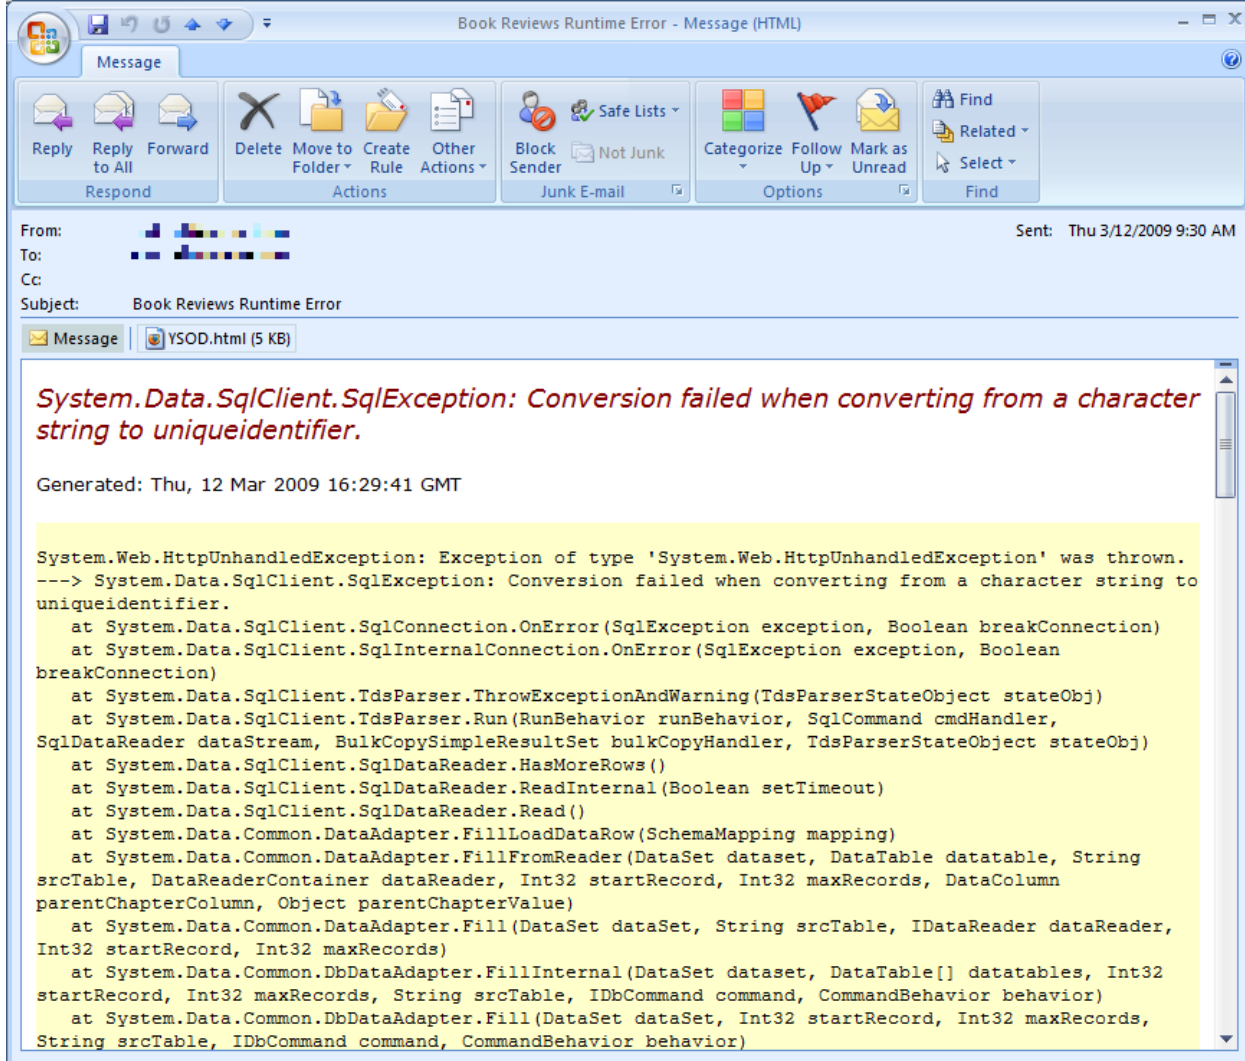 Book Reviews Runtime Error - Message (HTML)
Message
Reply
Reply to All
Forward
Respond
Delete
Move to Folder
Create Rule
Other Actions
Actions
Block Sender
Safe Lists
Not Junk
Junk E-mail
Categorize
Follow Up
Mark as Unread
Options
Find
Related
Select
Find
From:
Sent: Thu 3/12/2009 9:30 AM
To:
Cc:
Subject: Book Reviews Runtime Error
Message
YSOD.html (5 KB)
System.Data.SqlClient.SqlException: Conversion failed when converting from a character
string to uniqueidentifier.
Generated: Thu, 12 Mar 2009 16:29:41 GMT
System.Web.HttpUnhandledException: Exception of type 'System.Web.HttpUnhandledException' was thrown.
---> System.Data.SqlClient.SqlException: Conversion failed when converting from a character string to
uniqueidentifier.
at System.Data.SqlClient.SqlConnection.OnError(SqlException exception, Boolean breakConnection)
at System.Data.SqlClient.SqlInternalConnection.OnError(SqlException exception, Boolean
breakConnection)
at System.Data.SqlClient.TdsParser.ThrowExceptionAndWarning(TdsParserStateObject stateObj)
at System.Data.SqlClient.TdsParser.Run(RunBehavior runBehavior, SqlCommand cmdHandler,
SqlDataReader dataStream, BulkCopySimpleResultSet bulkCopyHandler, TdsParserStateObject stateObj)
at System.Data.SqlClient.SqlDataReader.HasMoreRows()
at System.Data.SqlClient.SqlDataReader.ReadInternal(Boolean setTimeout)
at System.Data.SqlClient.SqlDataReader.Read()
at System.Data.Common.DataAdapter.FillLoadDataRow(SchemaMapping mapping)
at System.Data.Common.DataAdapter.FillFromReader(DataSet dataset, DataTable datatable, String
srcTable, DataReaderContainer dataReader, Int32 startRecord, Int32 maxRecords, DataColumn
parentChapterColumn, Object parentChapterValue)
at System.Data.Common.DataAdapter.Fill(DataSet dataSet, String srcTable, IDataReader dataReader,
Int32 startRecord, Int32 maxRecords)
at System.Data.Common.DbDataAdapter.FillInternal(DataSet dataset, DataTable[] datatables, Int32
startRecord, Int32 maxRecords, String srcTable, IDbCommand command, CommandBehavior behavior)
at System.Data.Common.DbDataAdapter.Fill(DataSet dataSet, Int32 startRecord, Int32 maxRecords,
String srcTable, IDbCommand command, CommandBehavior behavior)